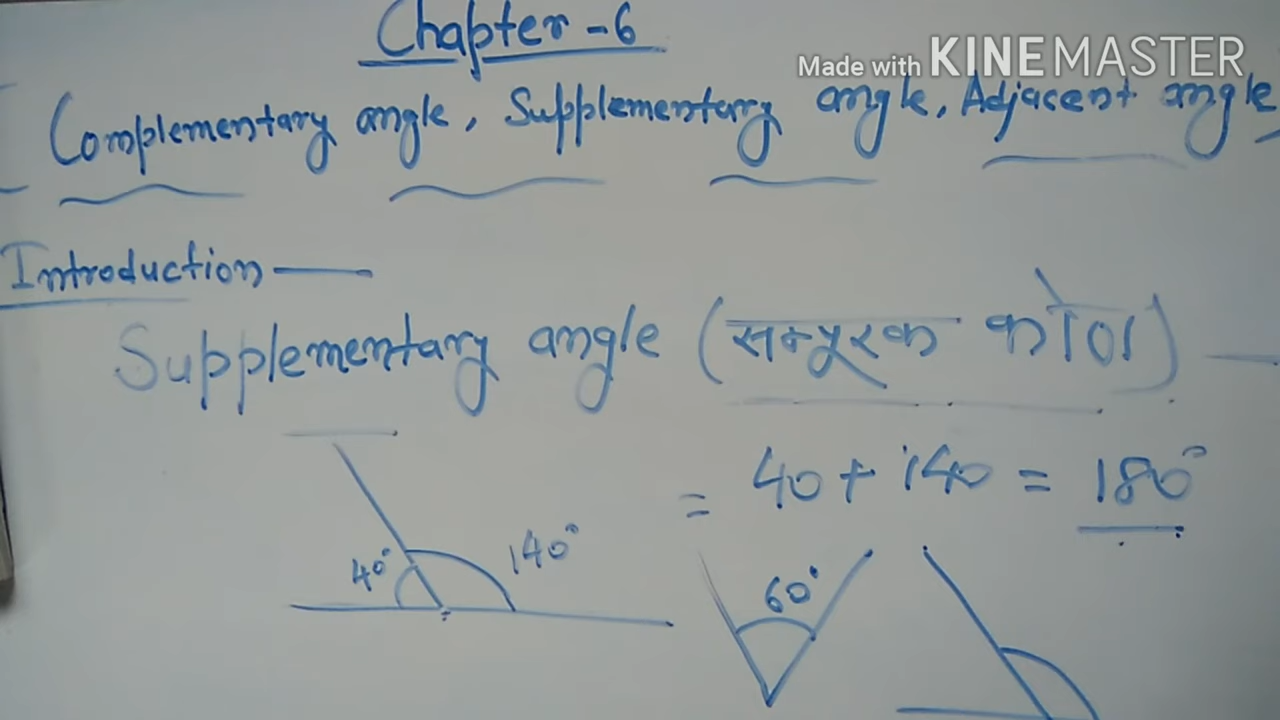 Chapter -6
Made with KINEMASTER
Complementary angle, Supplementary angle, Adjacent angle
Introduction —
Supplementary angle (सम्पूरक कोण) —
= 40 + 140 = 180°
40° 140°
60°